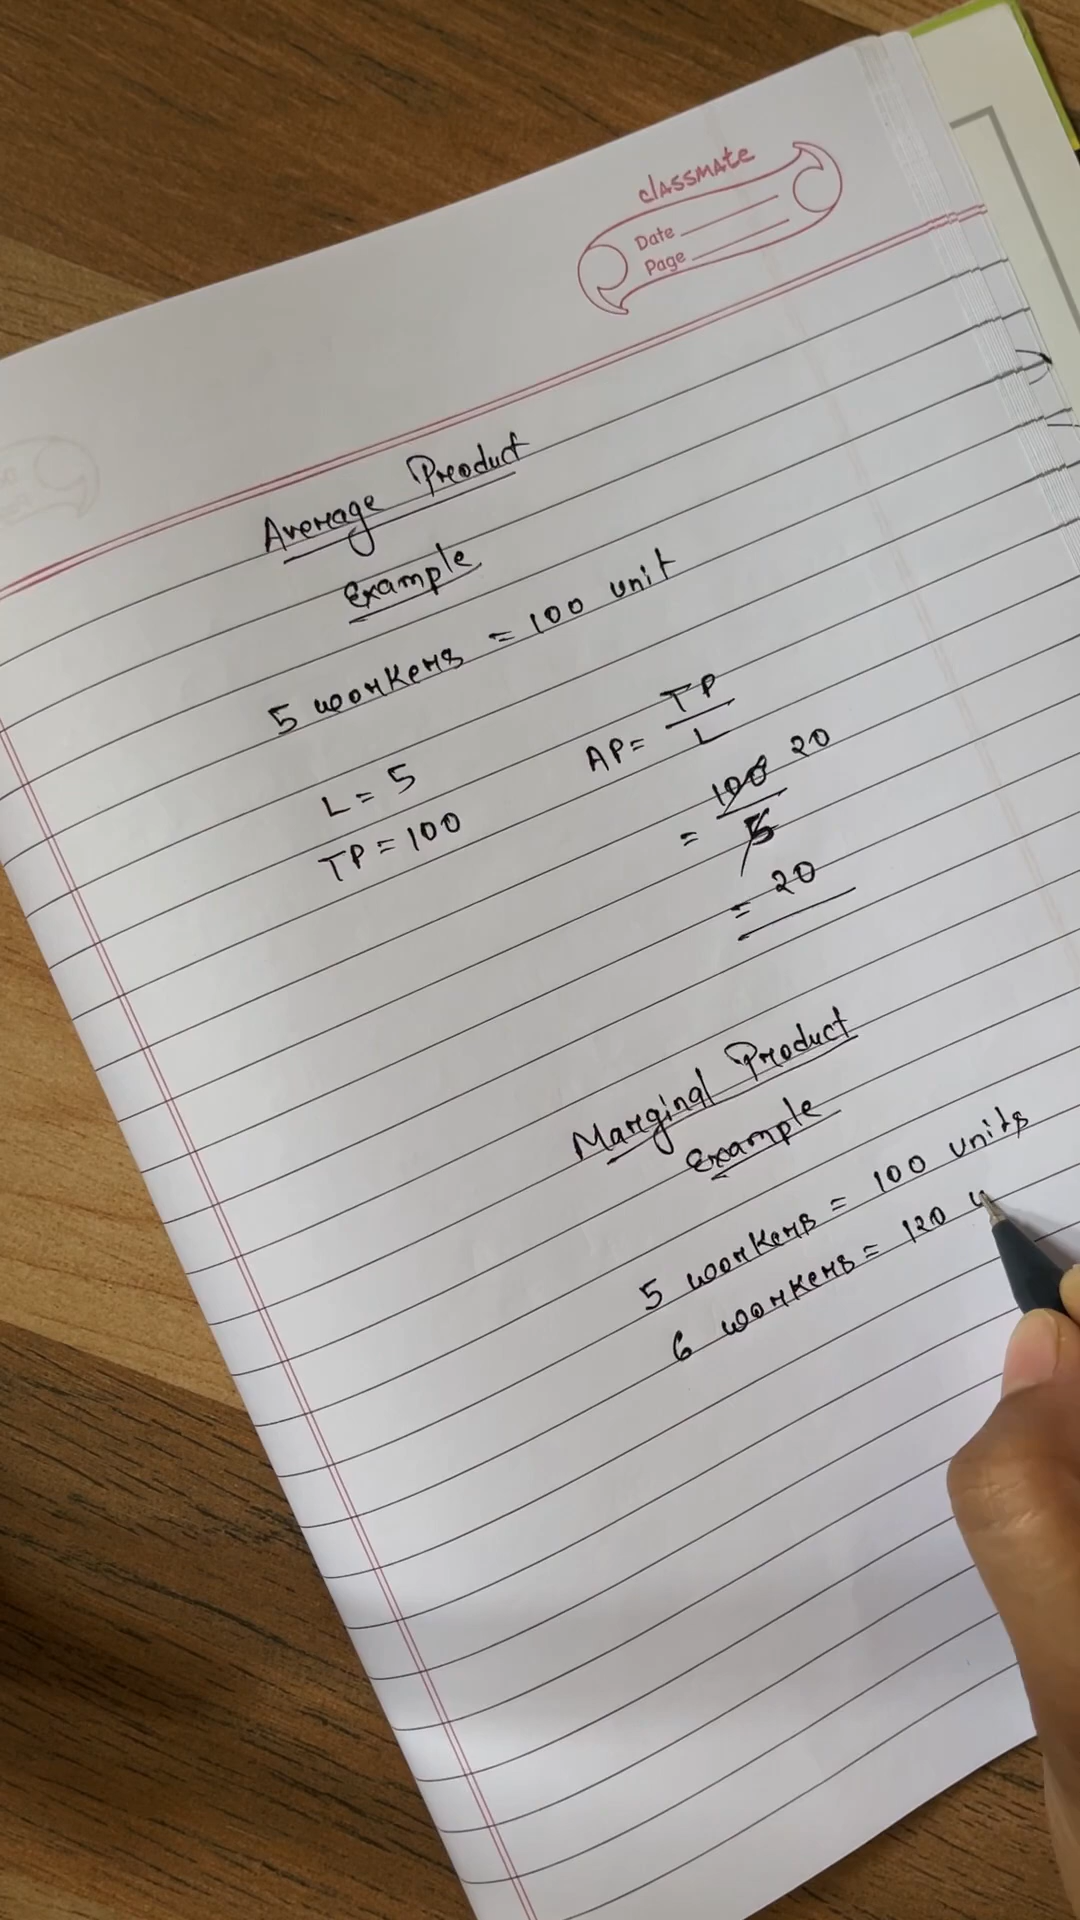 classmate
Date
Page
Average Product
Example
5 workers = 100 unit
L = 5
TP = 100
AP = TP/L
= 100/5 20
= 20
Marginal Product
Example
5 workers = 100 units
6 workers = 120 u